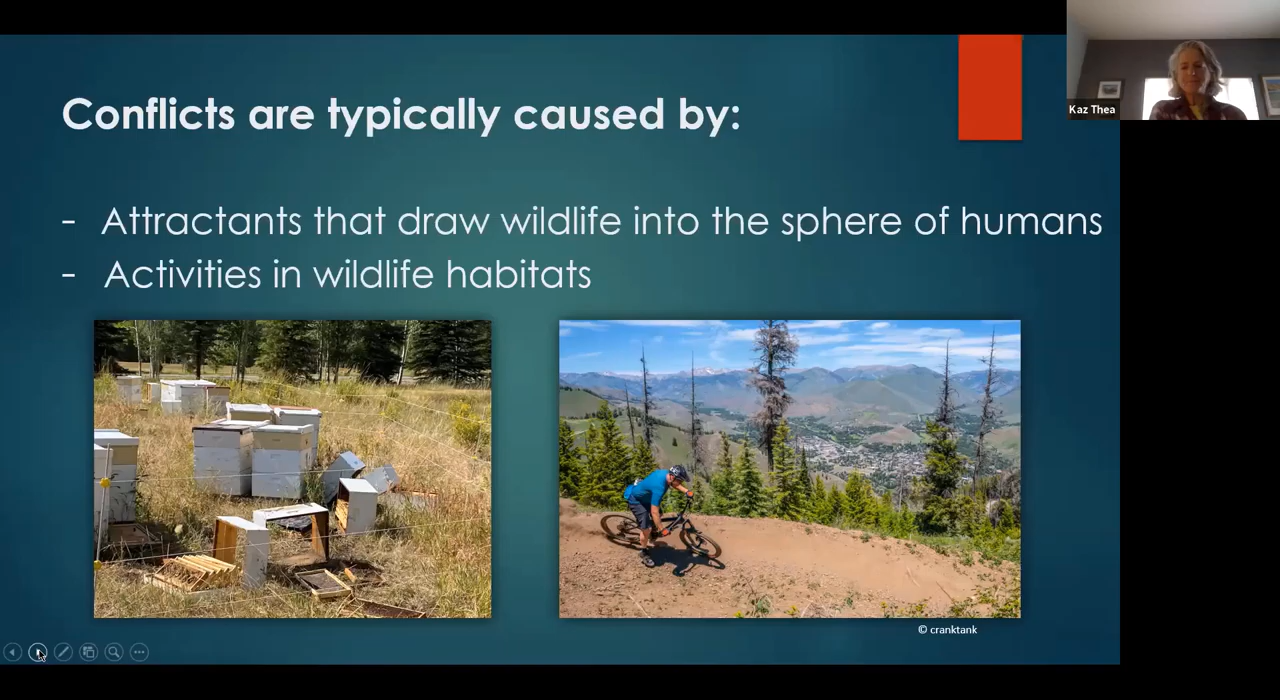 Conflicts are typically caused by:
Kaz Thea
- Attractants that draw wildlife into the sphere of humans
- Activities in wildlife habitats
© cranktank